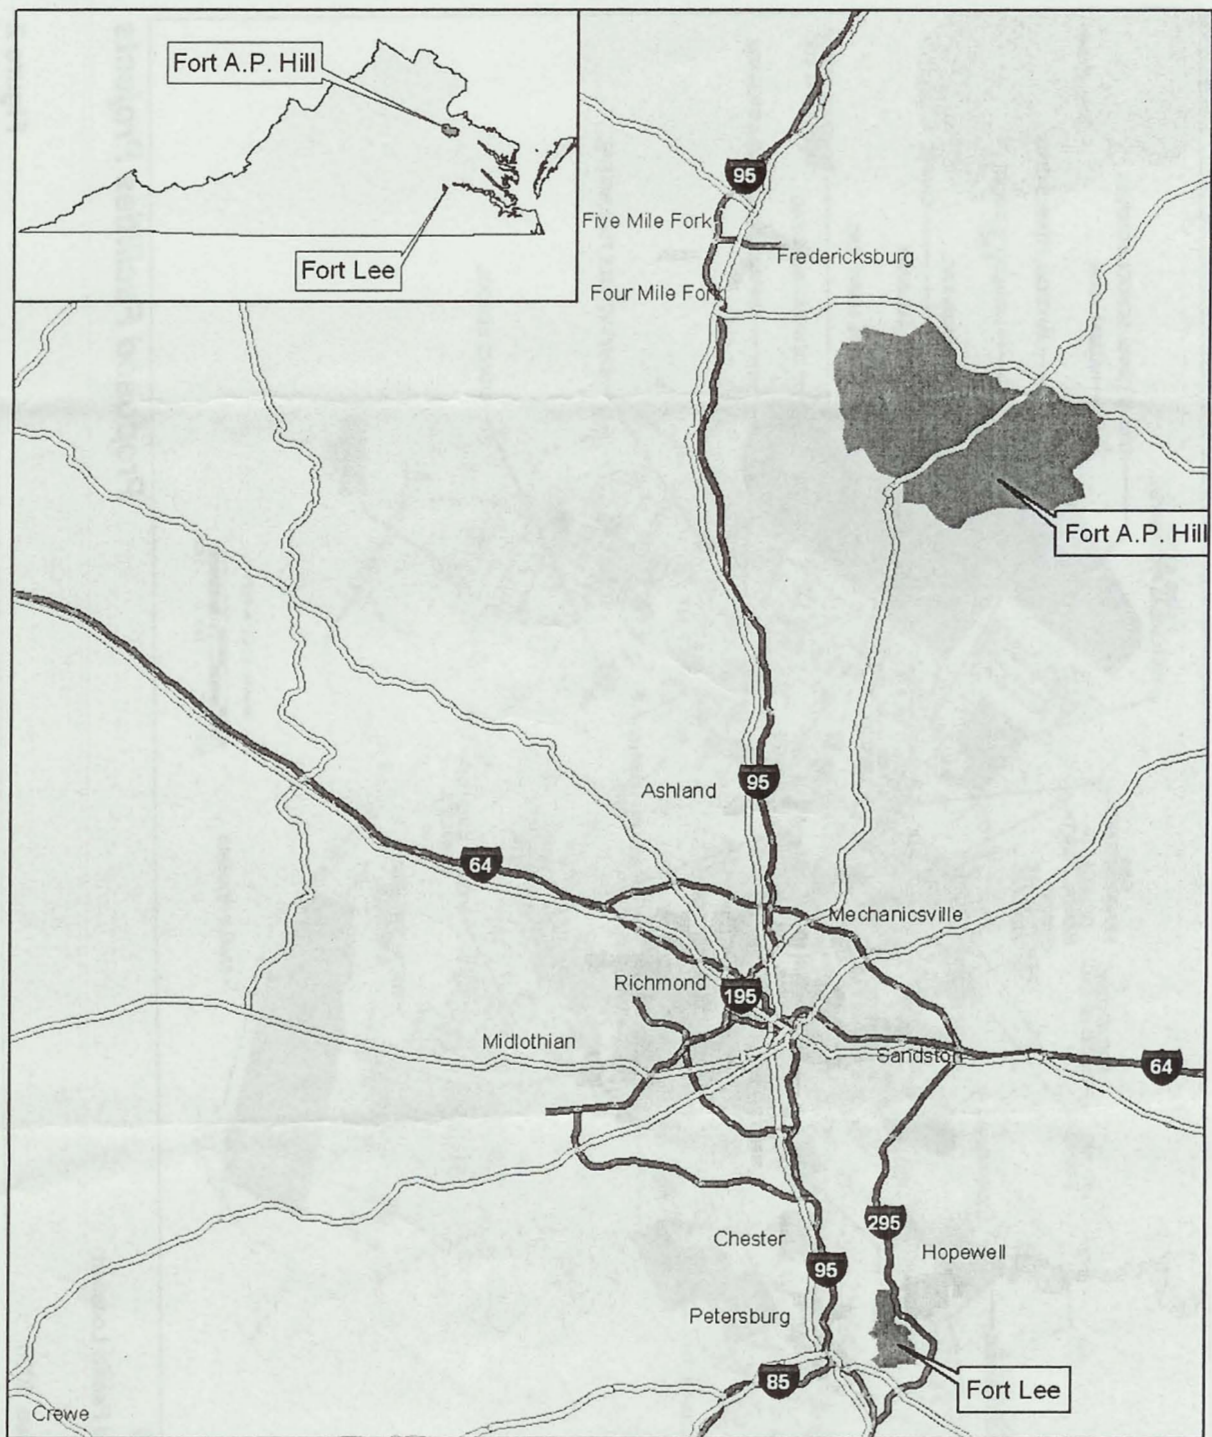 Fort A.P. Hill
Fort Lee
95
Five Mile Fork
Fredericksburg
Four Mile Fork
Fort A.P. Hill
Ashland
95
64
Mechanicsville
Richmond
195
Midlothian
Sandston
64
295
Chester
Hopewell
95
Petersburg
85
Fort Lee
Crewe